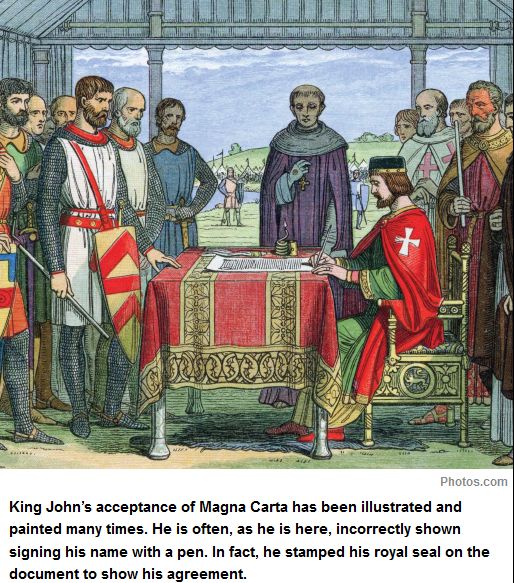 Photos.com
King John's acceptance of Magna Carta has been illustrated and
painted many times. He is often, as he is here, incorrectly shown
signing his name with a pen. In fact, he stamped his royal seal on the
document to show his agreement.